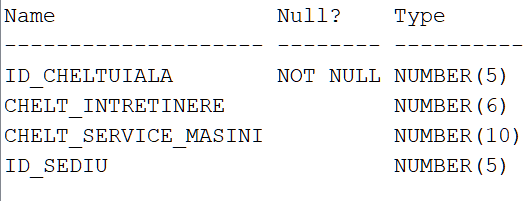 Name                 Null?    Type
-------------------- -------- ----------
ID_CHELTUIALA        NOT NULL NUMBER(5)
CHELT_INTRETINERE             NUMBER(6)
CHELT_SERVICE_MASINI          NUMBER(10)
ID_SEDIU                      NUMBER(5)